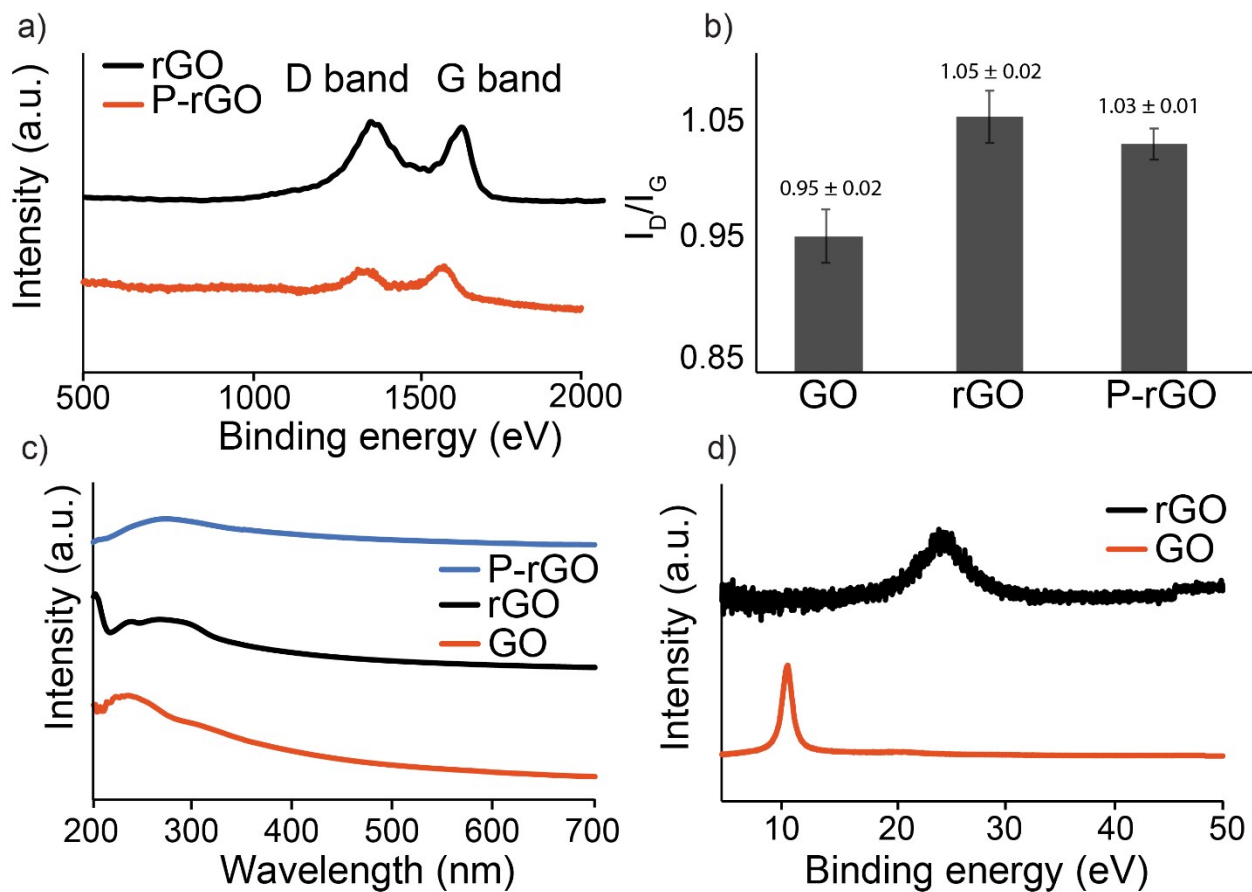 a)
rGO
P-rGO
D band G band
Intensity (a.u.)
500 1000 1500 2000
Binding energy (eV)
b)
1.05 ± 0.02
1.03 ± 0.01
0.95 ± 0.02
1.05
0.95
0.85
I_D/I_G
GO rGO P-rGO
c)
P-rGO
rGO
GO
Intensity (a.u.)
200 300 400 500 600 700
Wavelength (nm)
d)
rGO
GO
Intensity (a.u.)
10 20 30 40 50
Binding energy (eV)